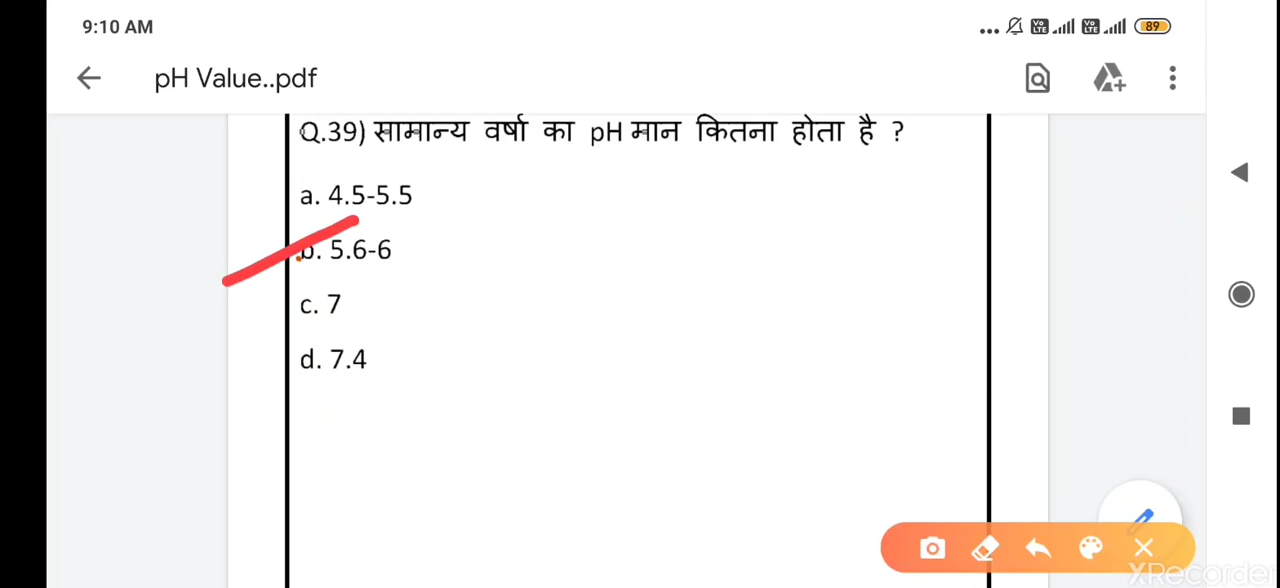 9:10 AM
89
pH Value..pdf
Q.39) सामान्य वर्षा का pH मान कितना होता है ?
a. 4.5-5.5
b. 5.6-6
c. 7
d. 7.4
XRecorder